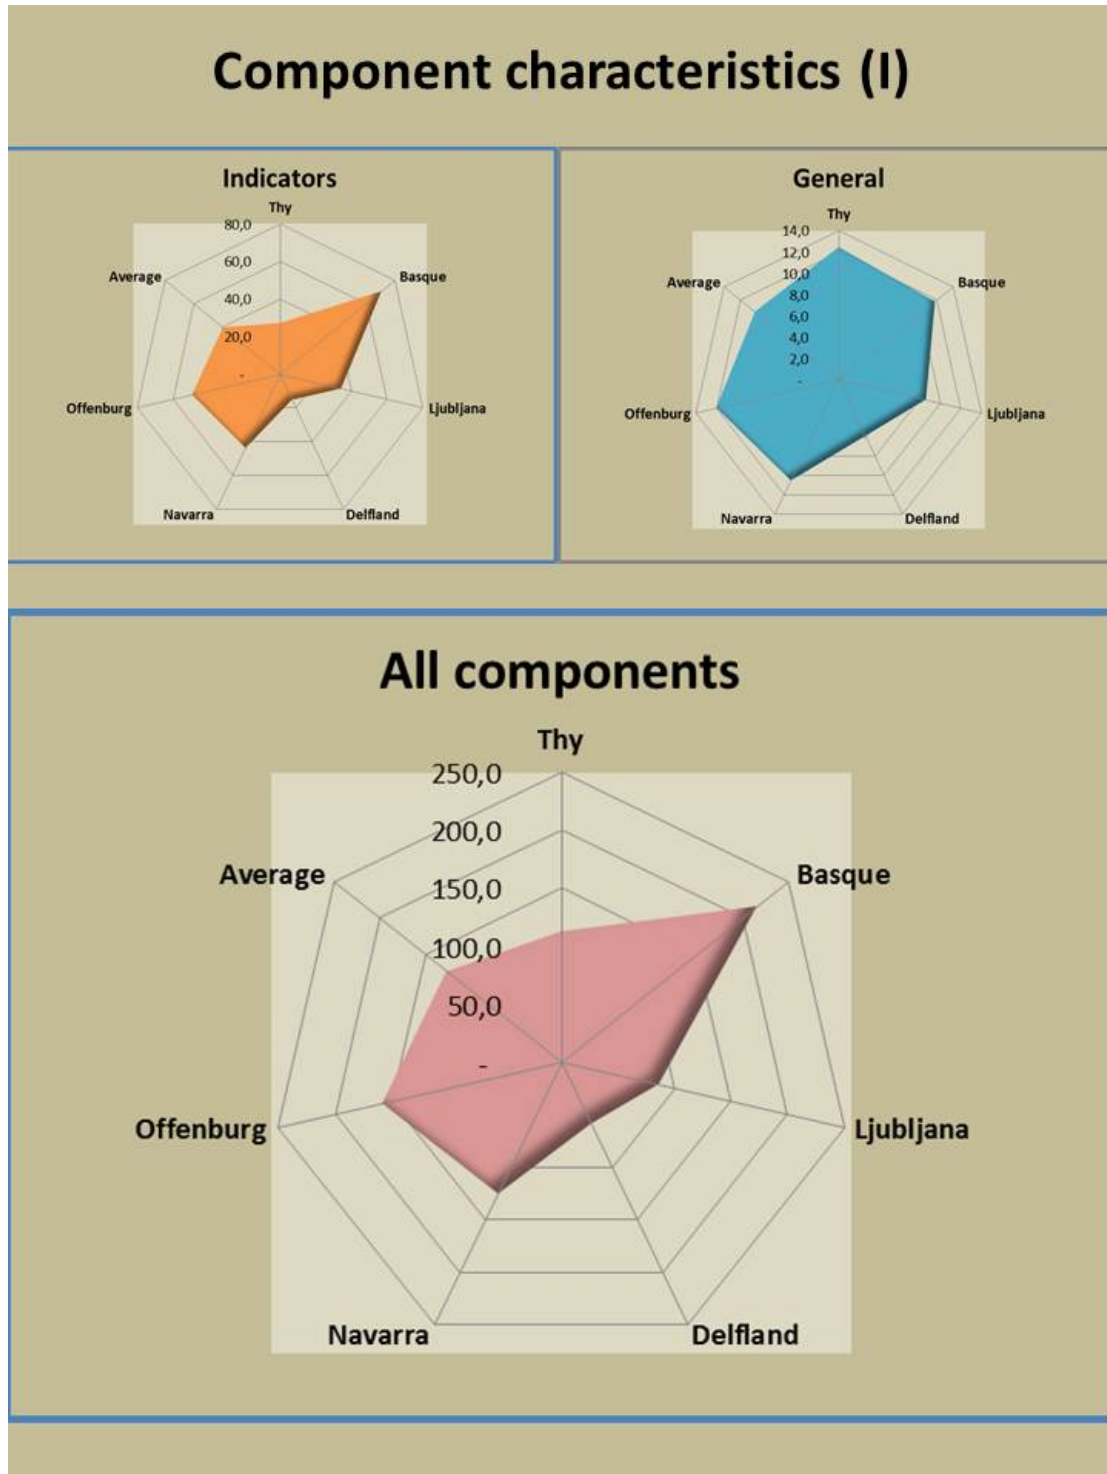 Component characteristics (I)
Indicators
Thy
80,0
60,0
40,0
20,0
-
Average
Basque
Offenburg
Ljubljana
Navarra
Delfland
General
Thy
14,0
12,0
10,0
8,0
6,0
4,0
2,0
-
Average
Basque
Offenburg
Ljubljana
Navarra
Delfland
All components
Thy
250,0
200,0
150,0
100,0
50,0
-
Average
Basque
Offenburg
Ljubljana
Navarra
Delfland